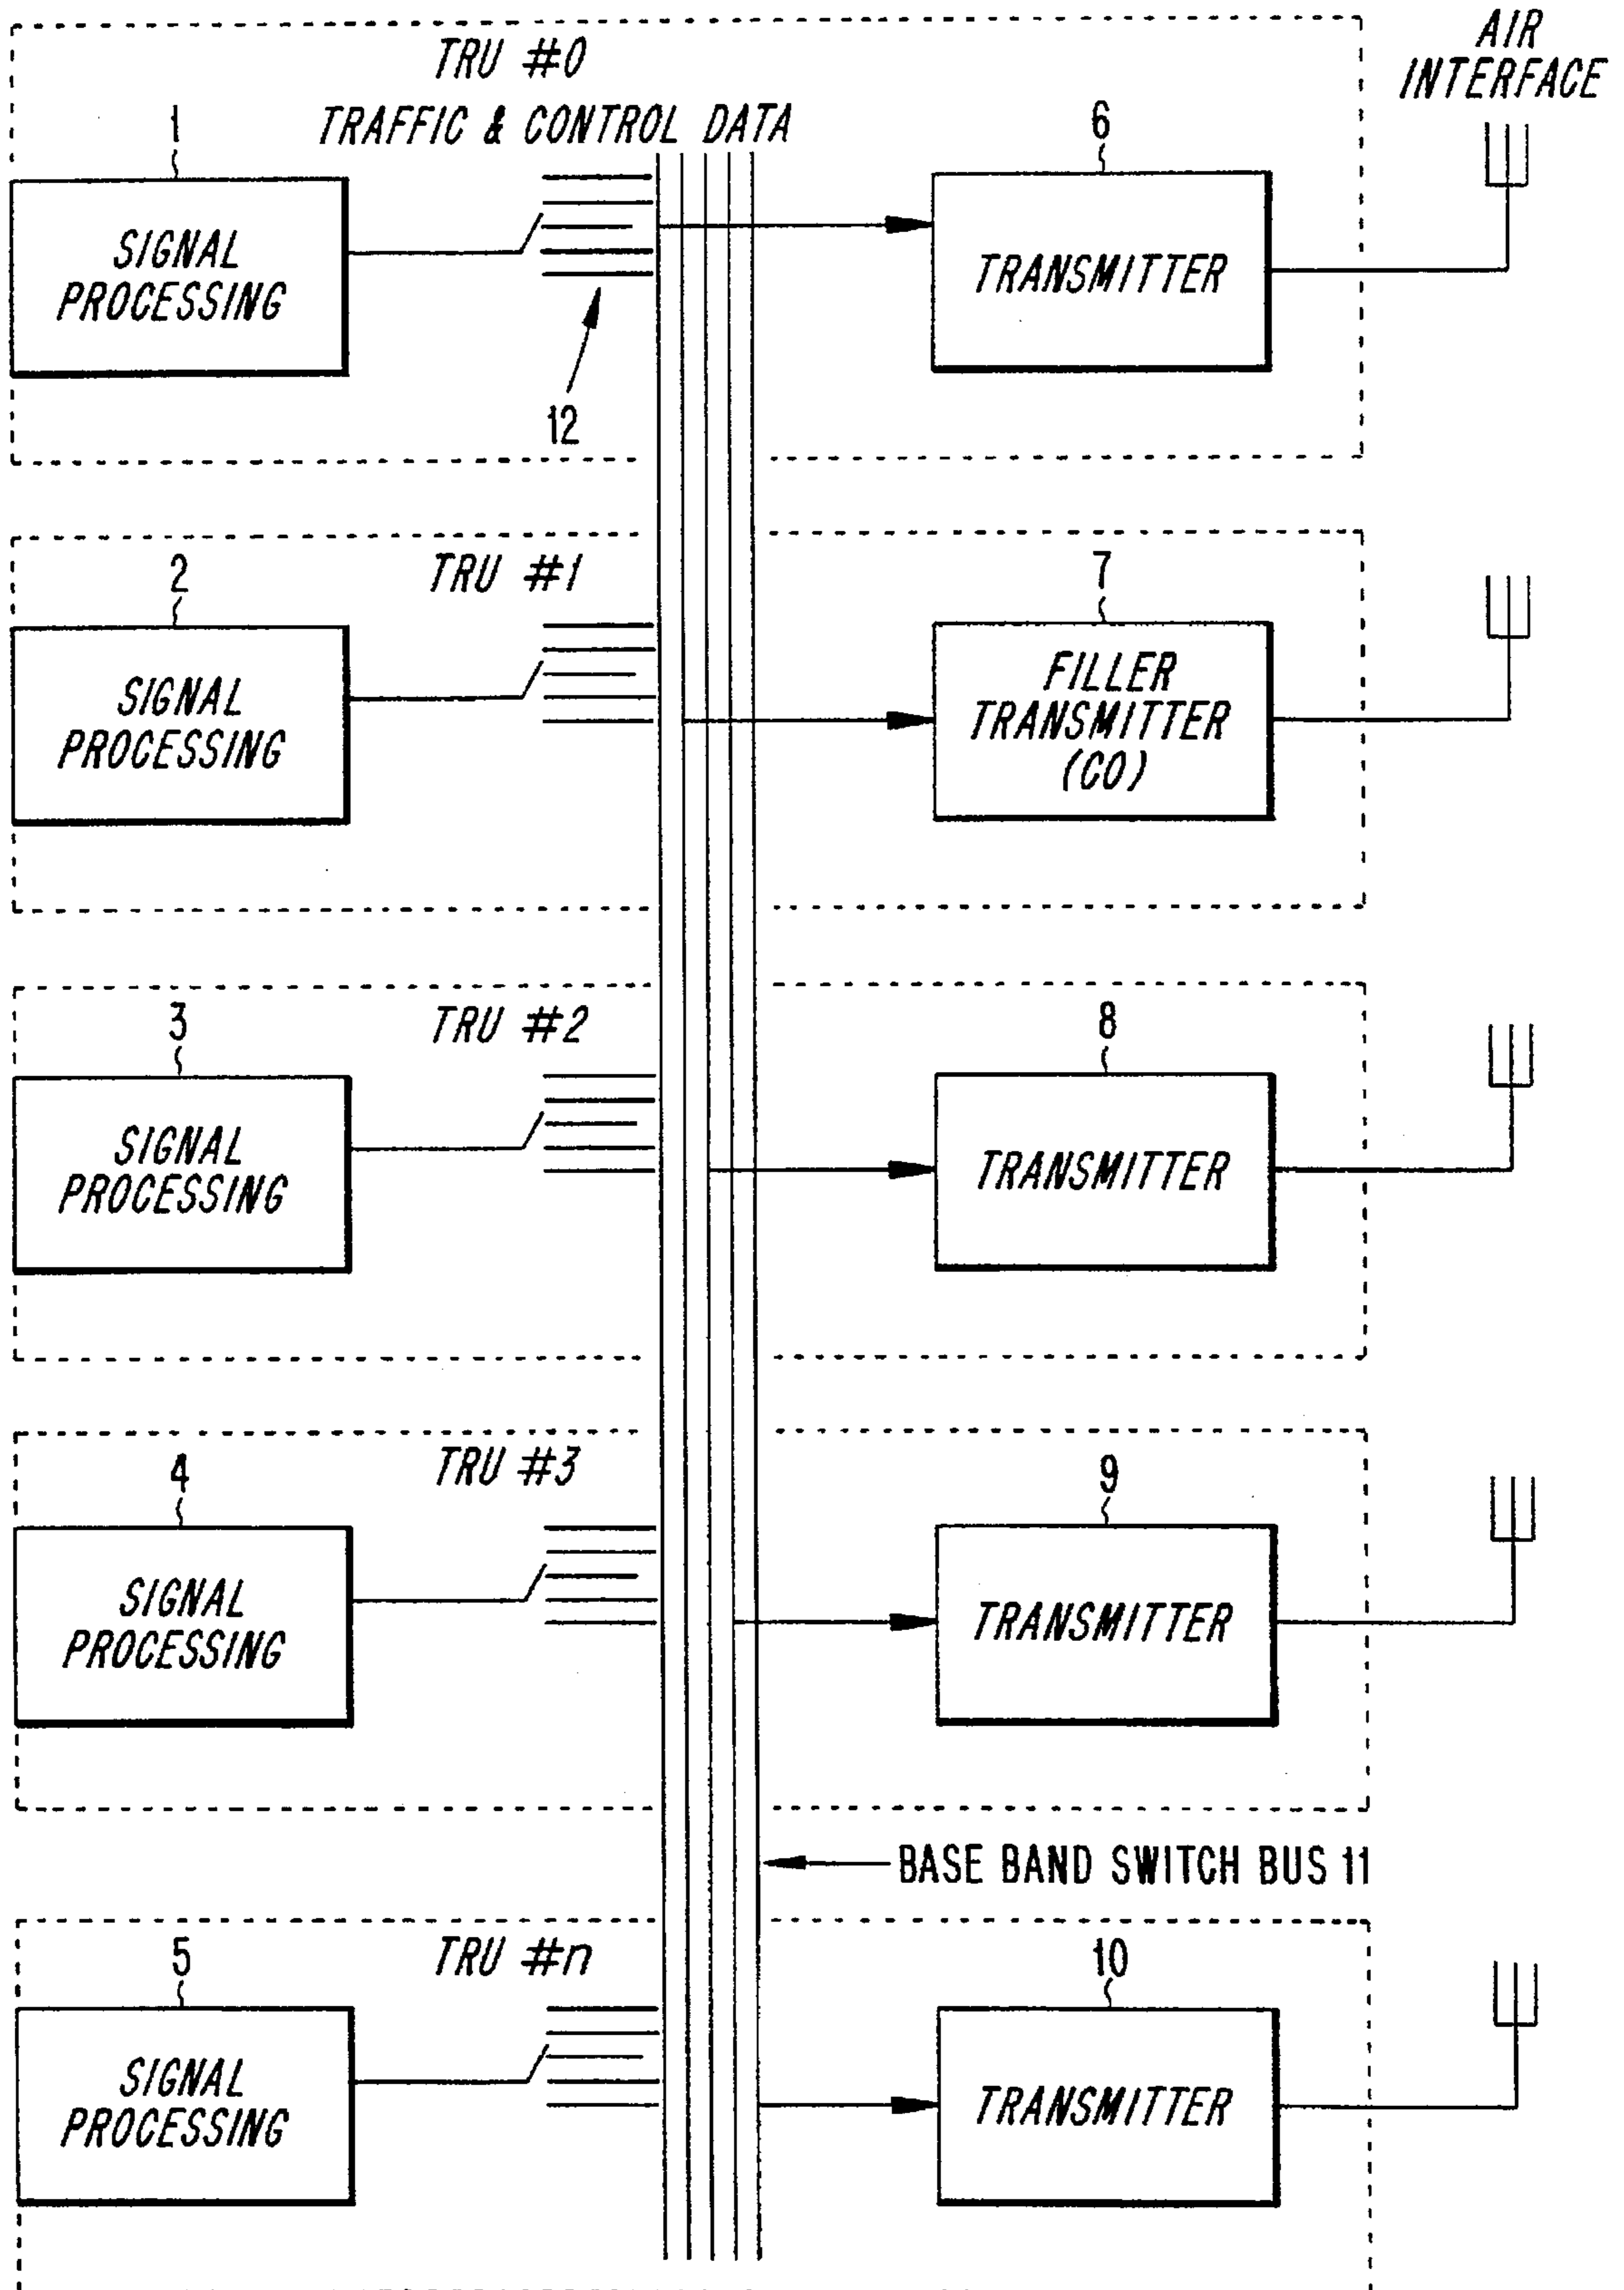 TRU #0
AIR
INTERFACE
TRAFFIC & CONTROL DATA
1
6
SIGNAL
PROCESSING
TRANSMITTER
12
TRU #1
2
7
SIGNAL
PROCESSING
FILLER
TRANSMITTER
(CO)
TRU #2
3
8
SIGNAL
PROCESSING
TRANSMITTER
TRU #3
4
9
SIGNAL
PROCESSING
TRANSMITTER
BASE BAND SWITCH BUS 11
TRU #n
5
10
SIGNAL
PROCESSING
TRANSMITTER